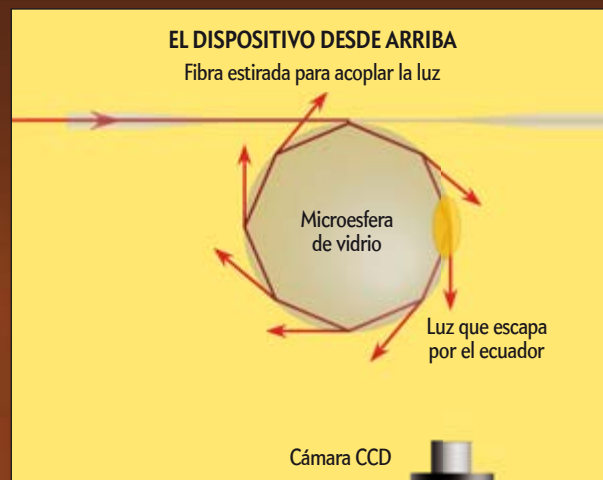 EL DISPOSITIVO DESDE ARRIBA
Fibra estirada para acoplar la luz
Microesfera
de vidrio
Luz que escapa
por el ecuador
Cámara CCD